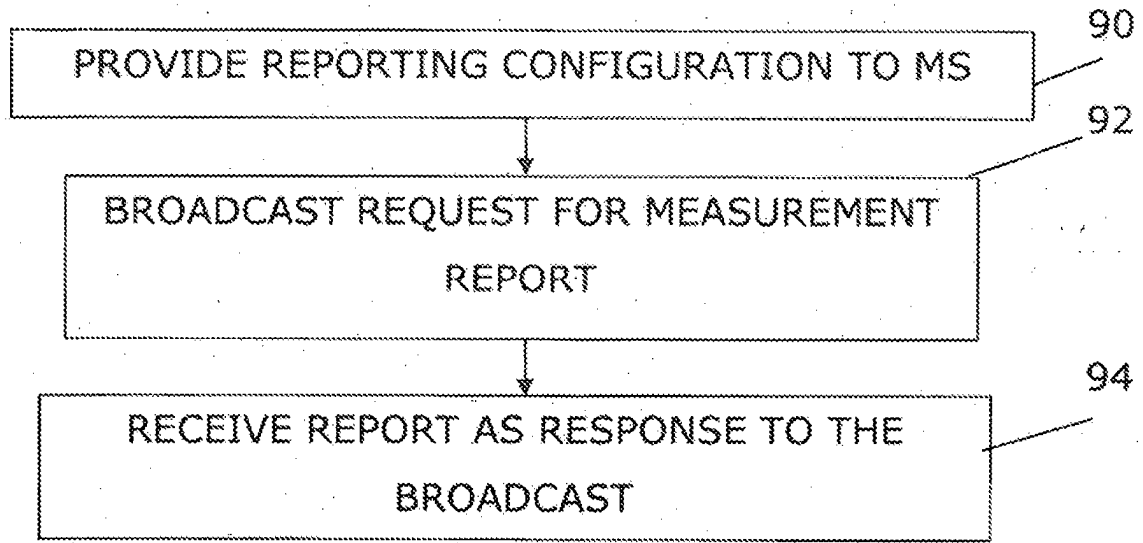 90
PROVIDE REPORTING CONFIGURATION TO MS
92
BROADCAST REQUEST FOR MEASUREMENT
REPORT
94
RECEIVE REPORT AS RESPONSE TO THE
BROADCAST